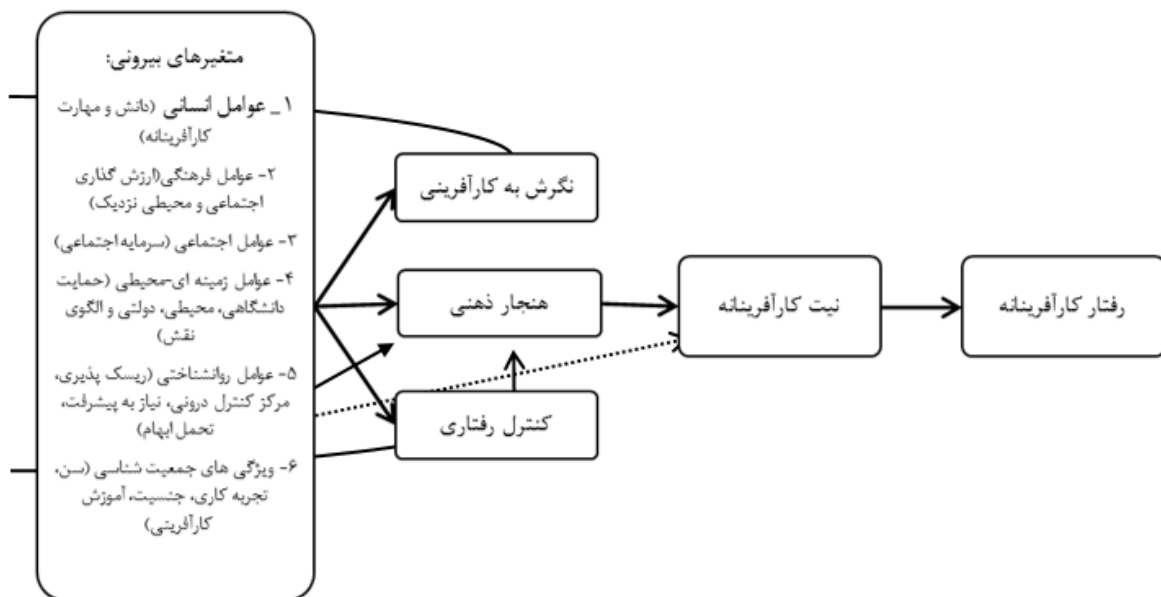 متغیرهای بیرونی:
۱_ عوامل انسانی (دانش و مهارت
کارآفرینانه)
۲- عوامل فرهنگی(ارزش گذاری
اجتماعی و محیطی نزدیک)
۳- عوامل اجتماعی (سرمایه اجتماعی)
۴- عوامل زمینه ای-محیطی (حمایت
دانشگاهی، محیطی، دولتی و الگوی
نقش)
۵- عوامل روانشناختی (ریسک پذیری،
مرکز کنترل درونی، نیاز به پیشرفت،
تحمل ابهام)
۶- ویژگی های جمعیت شناسی (سن،
تجربه کاری، جنسیت، آموزش
کارآفرینی)
نگرش به کارآفرینی
هنجار ذهنی
کنترل رفتاری
نیت کارآفرینانه
رفتار کارآفرینانه